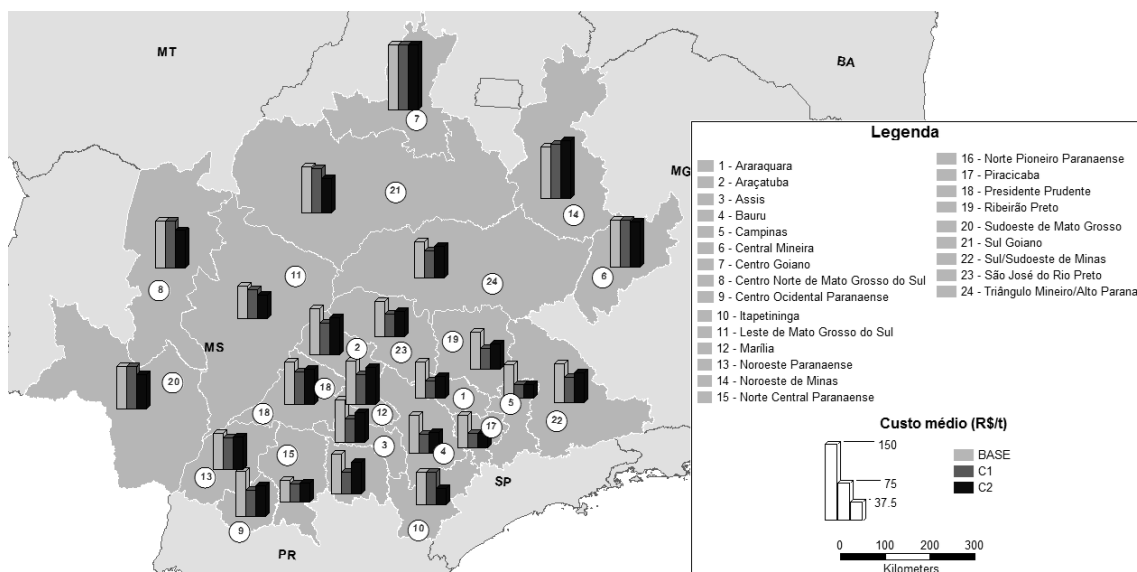 MT
BA
7
Legenda
1 - Araraquara
2 - Araçatuba
3 - Assis
4 - Bauru
5 - Campinas
6 - Central Mineira
7 - Centro Goiano
8 - Centro Norte de Mato Grosso do Sul
9 - Centro Ocidental Paranaense
10 - Itapetininga
11 - Leste de Mato Grosso do Sul
12 - Marília
13 - Noroeste Paranaense
14 - Noroeste de Minas
15 - Norte Central Paranaense
16 - Norte Pioneiro Paranaense
17 - Piracicaba
18 - Presidente Prudente
19 - Ribeirão Preto
20 - Sudoeste de Mato Grosso
21 - Sul Goiano
22 - Sul/Sudoeste de Minas
23 - São José do Rio Preto
24 - Triângulo Mineiro/Alto Parana
MG
21
14
11
24
6
8
MS
2
23
19
20
18
1
5
18
12
17
22
3
4
15
13
SP
9
10
PR
Custo médio (R$/t)
150
75
37.5
BASE
C1
C2
0 100 200 300
Kilometers